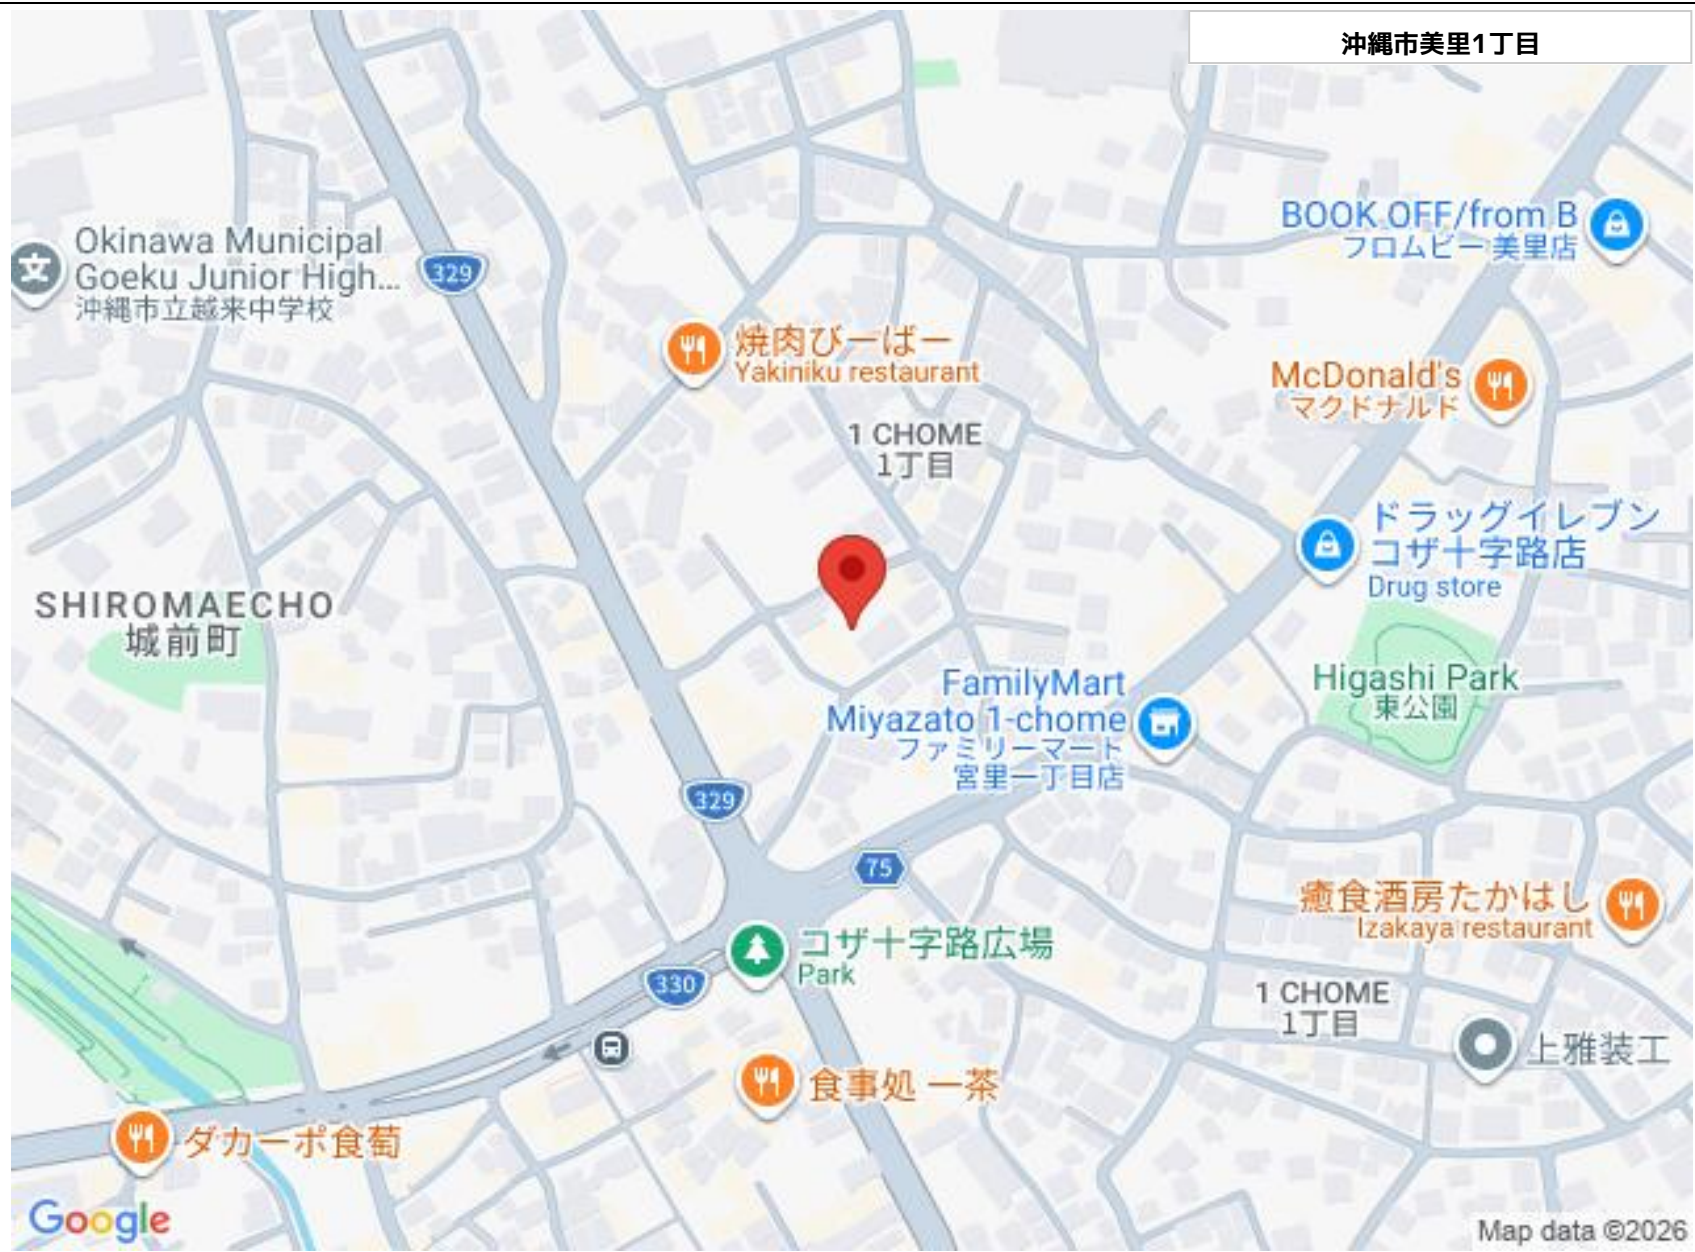 沖縄市美里1丁目
Okinawa Municipal
Goeku Junior High...
沖縄市立越来中学校
文
329
BOOK OFF/from B
フロムビー 美里店
焼肉びーばー
Yakiniku restaurant
McDonald's
マクドナルド
1 CHOME
1丁目
ドラッグイレブン
コザ十字路店
Drug store
SHIROMAECHO
城前町
Higashi Park
東公園
FamilyMart
Miyazato 1-chome
ファミリーマート
宮里一丁目店
329
75
癒食酒房たかはし
Izakaya restaurant
コザ十字路広場
Park
330
1 CHOME
1丁目
上雅装工
食事処 一茶
ダカーポ食萄
Google
Map data ©2026